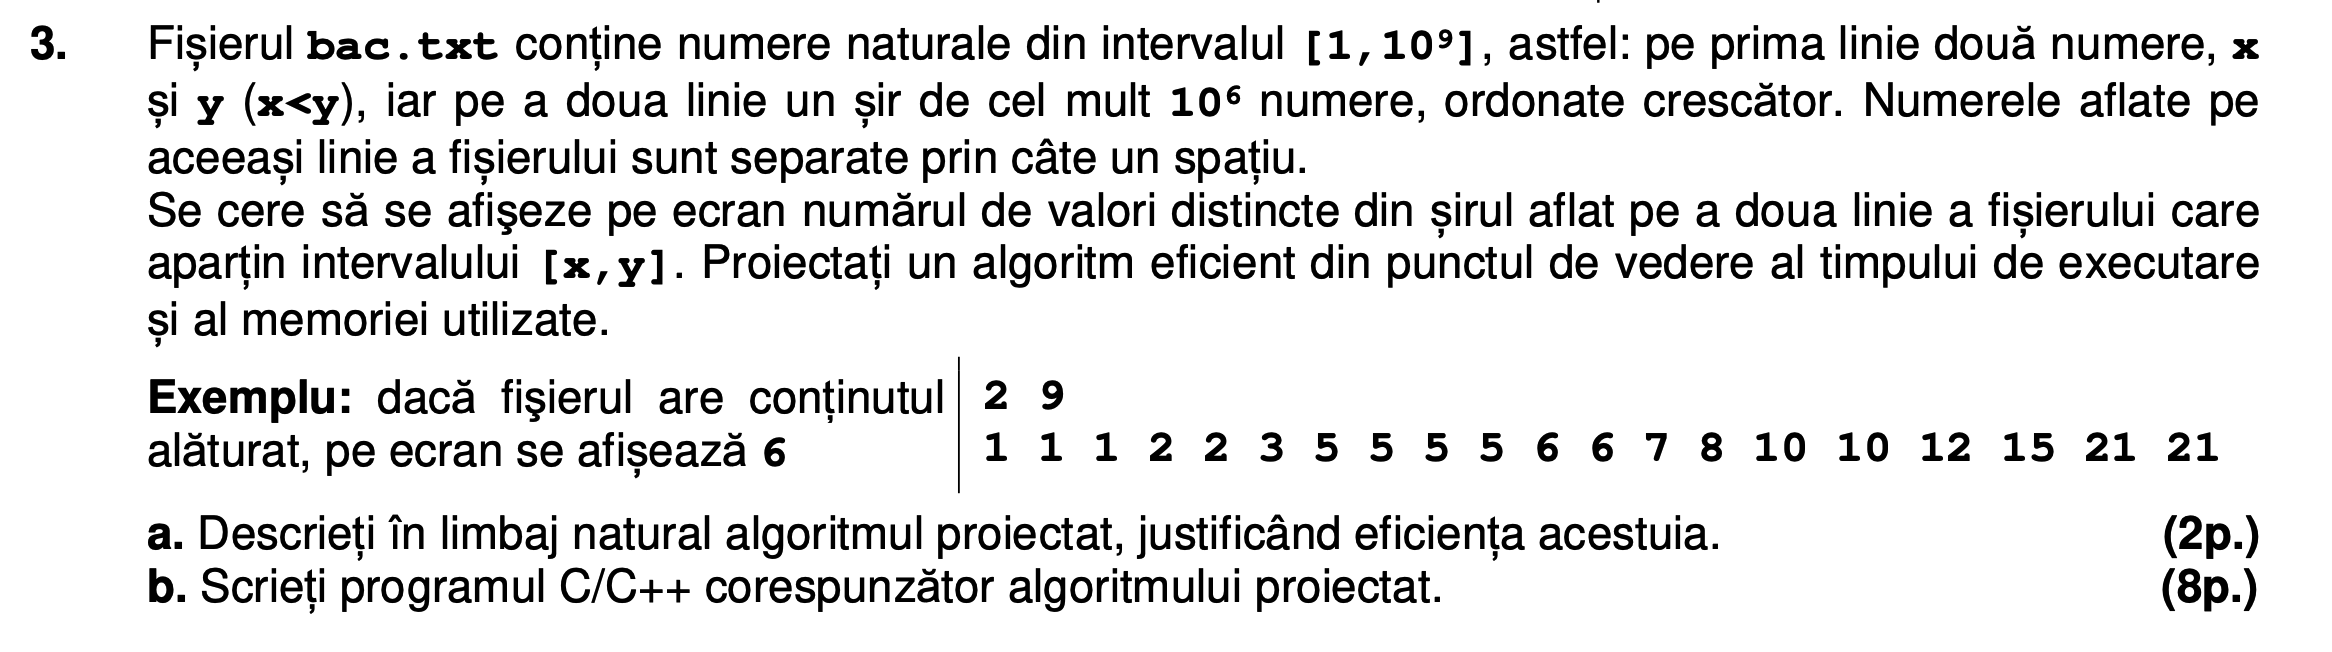 3. Fișierul bac.txt conține numere naturale din intervalul [1,10⁹], astfel: pe prima linie două numere, x
și y (x<y), iar pe a doua linie un șir de cel mult 10⁶ numere, ordonate crescător. Numerele aflate pe
aceeași linie a fișierului sunt separate prin câte un spațiu.
Se cere să se afişeze pe ecran numărul de valori distincte din șirul aflat pe a doua linie a fișierului care
aparțin intervalului [x,y]. Proiectați un algoritm eficient din punctul de vedere al timpului de executare
și al memoriei utilizate.
Exemplu: dacă fişierul are conținutul
alăturat, pe ecran se afișează 6
2 9
1 1 1 2 2 3 5 5 5 5 6 6 7 8 10 10 12 15 21 21
a. Descrieți în limbaj natural algoritmul proiectat, justificând eficiența acestuia. (2p.)
b. Scrieți programul C/C++ corespunzător algoritmului proiectat. (8p.)